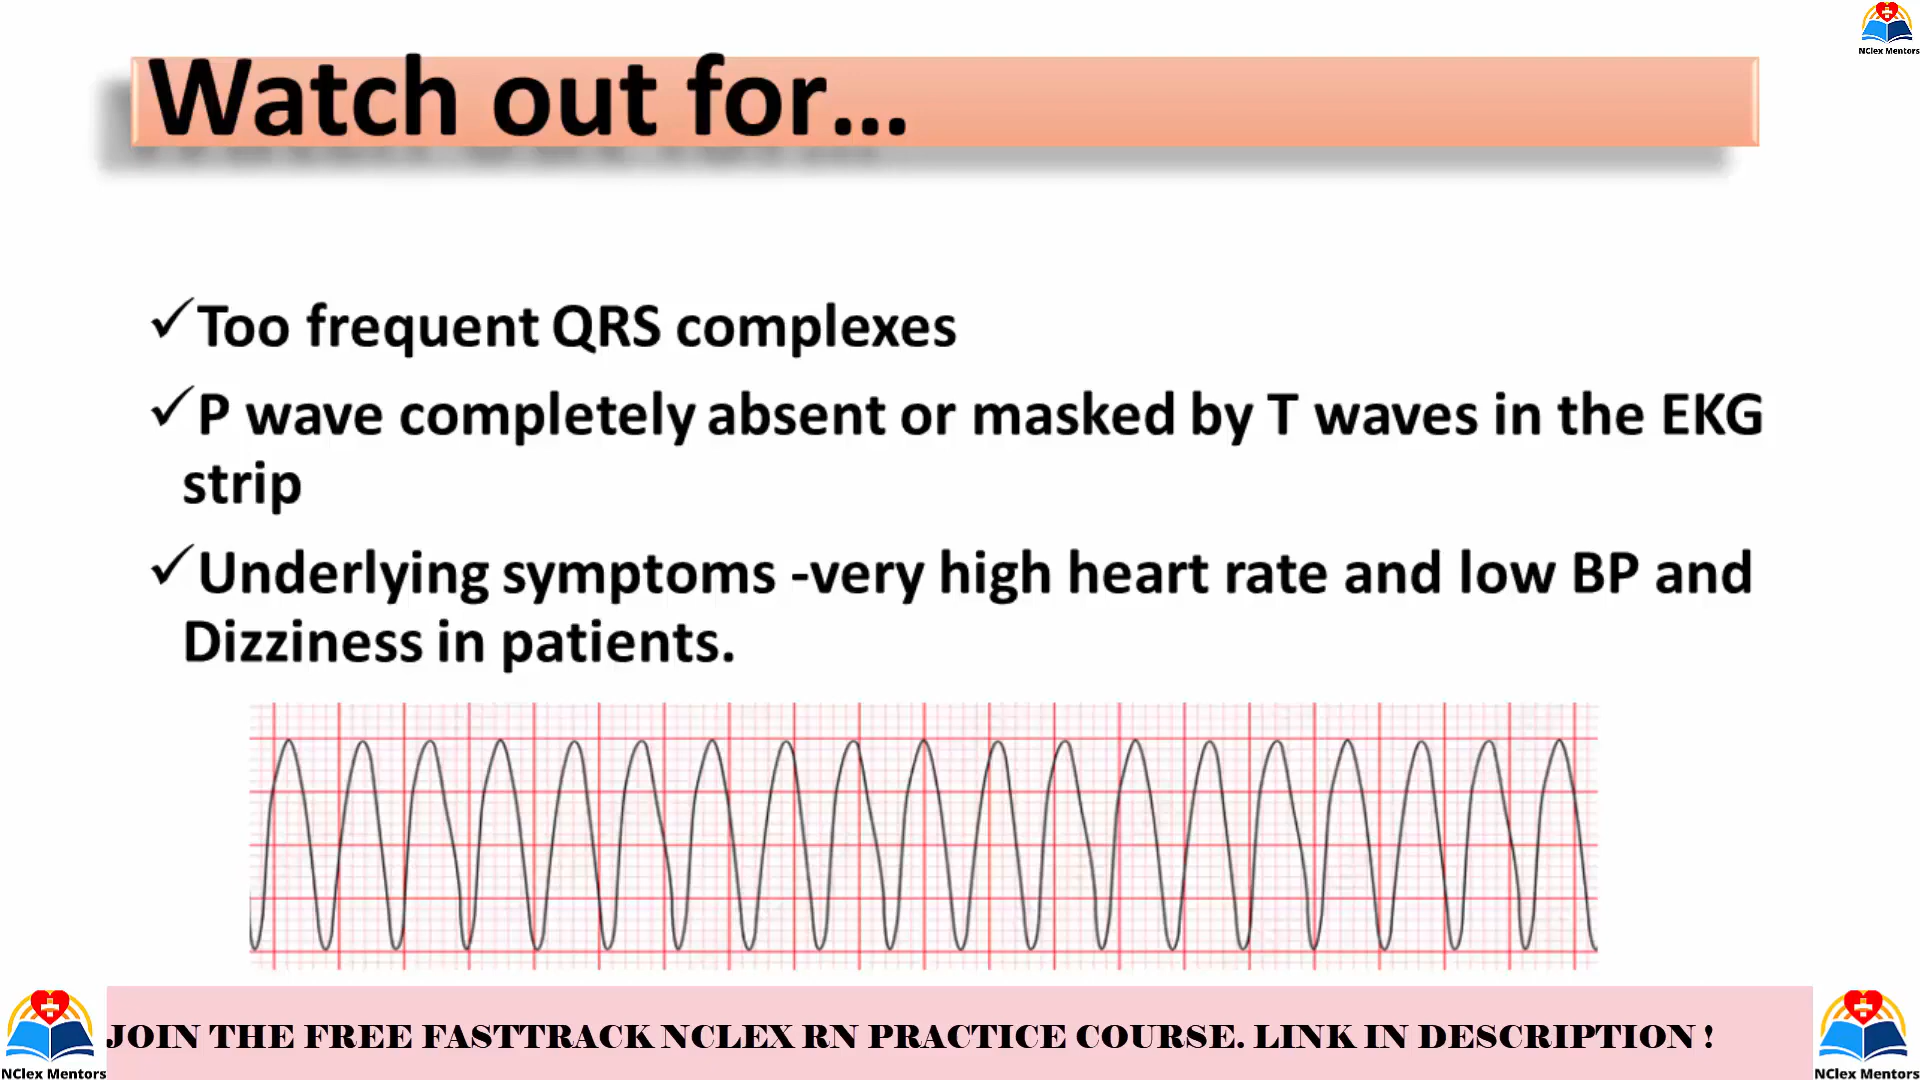 NClex Mentors
Watch out for...
✓Too frequent QRS complexes
✓P wave completely absent or masked by T waves in the EKG
strip
✓Underlying symptoms -very high heart rate and low BP and
Dizziness in patients.
JOIN THE FREE FASTTRACK NCLEX RN PRACTICE COURSE. LINK IN DESCRIPTION !
NClex Mentors
NClex Mentors